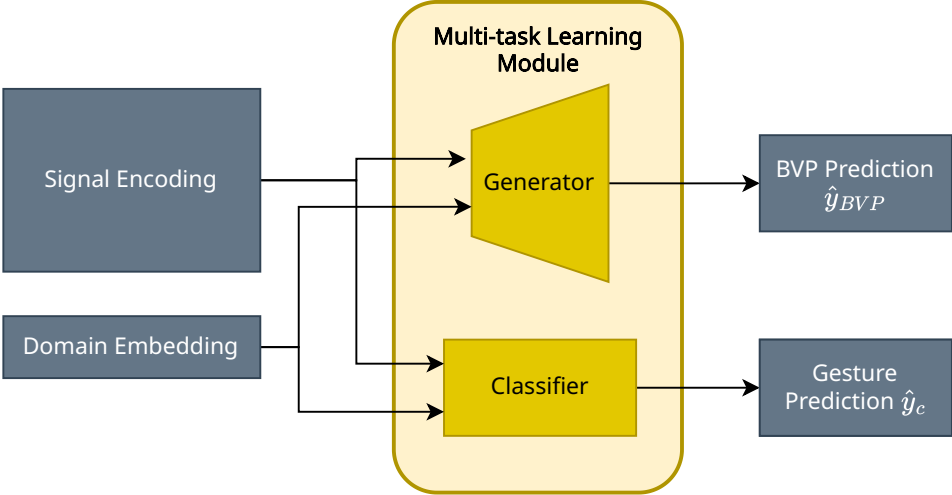 Multi-task Learning
Module
Signal Encoding
Generator
BVP Prediction
ŷ_BVP
Domain Embedding
Classifier
Gesture
Prediction ŷ_c